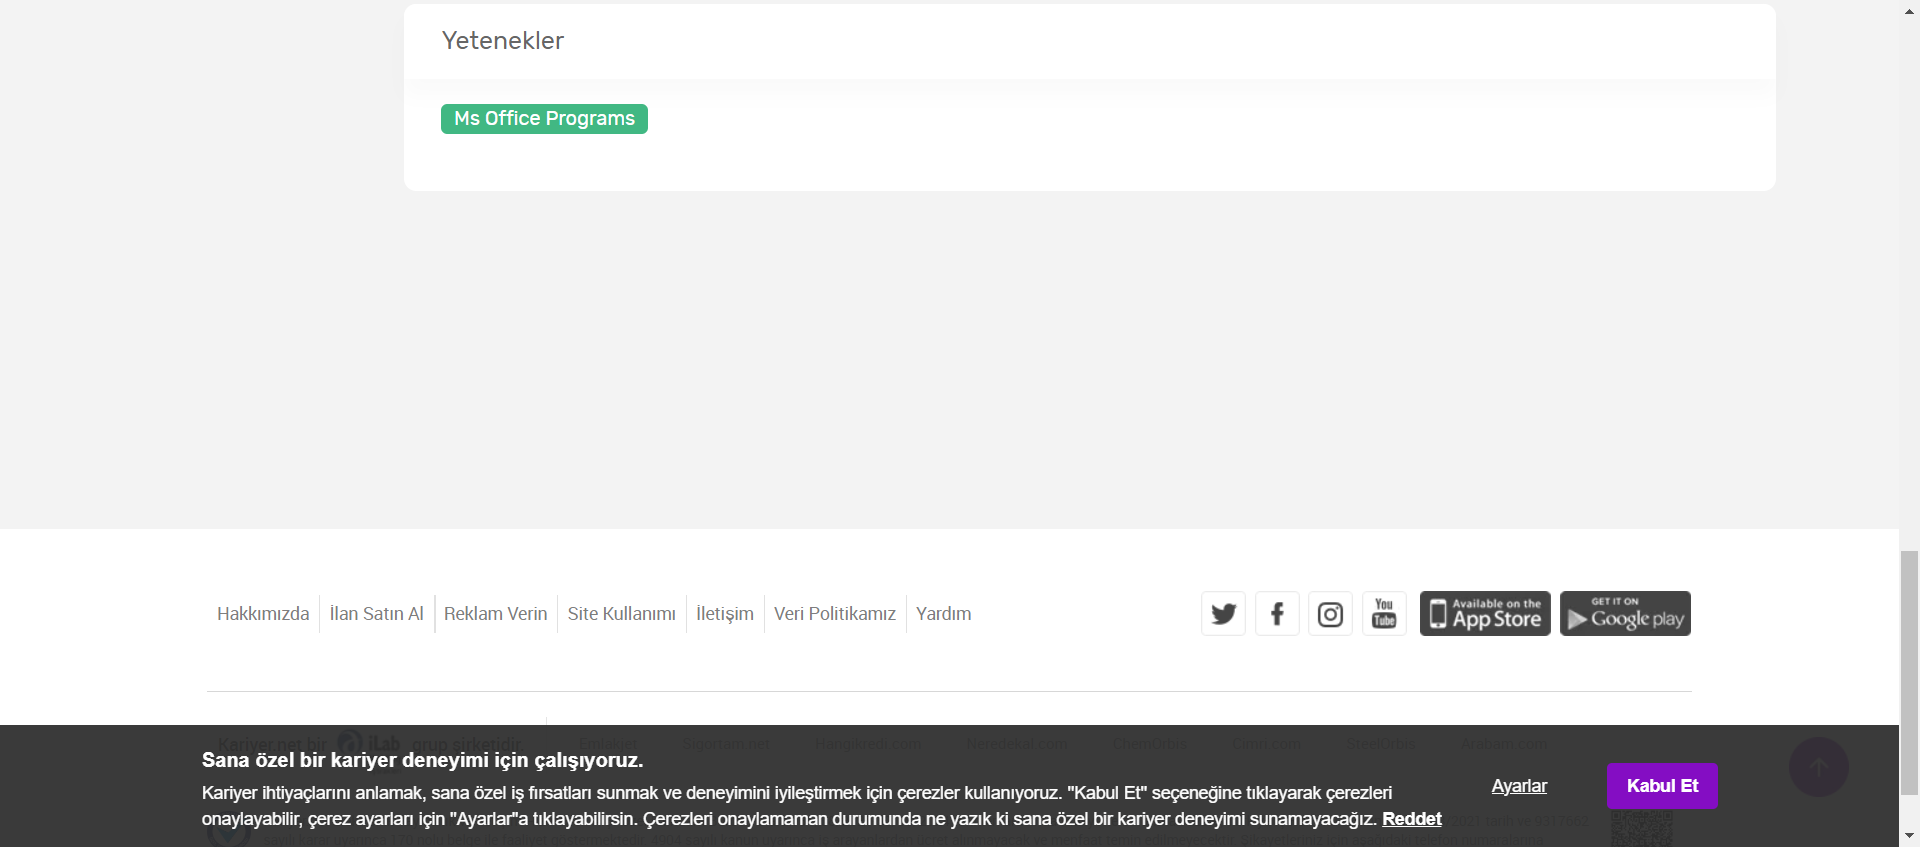 Yetenekler
Ms Office Programs
Hakkımızda
İlan Satın Al
Reklam Verin
Site Kullanımı
İletişim
Veri Politikamız
Yardım
You
Tube
Available on the
App Store
GET IT ON
Google play
Kariyer.net bir iLab grup şirketidir.
Emlakjet
Sigortam.net
Hangikredi.com
Neredekal.com
ChemOrbis
Cimri.com
SteelOrbis
Arabam.com
Sana özel bir kariyer deneyimi için çalışıyoruz.
Kariyer ihtiyaçlarını anlamak, sana özel iş fırsatları sunmak ve deneyimini iyileştirmek için çerezler kullanıyoruz. "Kabul Et" seçeneğine tıklayarak çerezleri
onaylayabilir, çerez ayarları için "Ayarlar"a tıklayabilirsin. Çerezleri onaylamaman durumunda ne yazık ki sana özel bir kariyer deneyimi sunamayacağız. Reddet
Ayarlar
Kabul Et